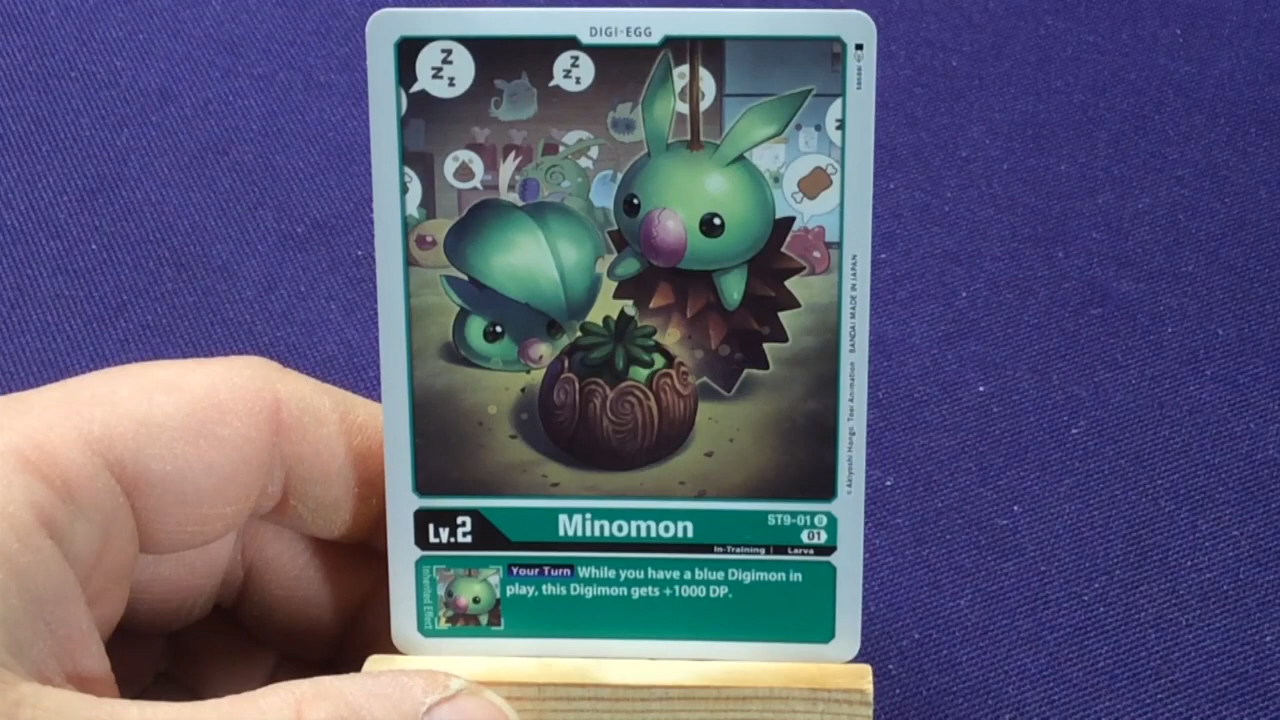 DIGI-EGG
Z
Z
Z
Z
Z
Z
sasasi
© Akiyoshi Hongo, Toei Animation BANDAI MADE IN JAPAN
Lv.2
Minomon
ST9-01 U
01
In-Training | Larva
Inherited Effect
Your Turn While you have a blue Digimon in
play, this Digimon gets +1000 DP.